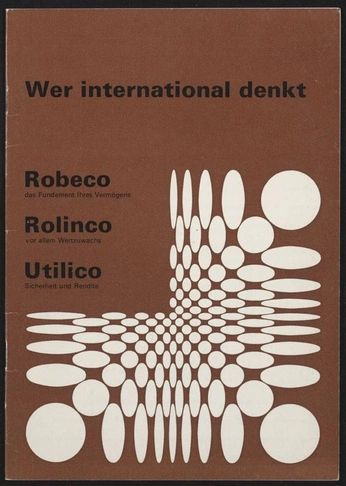 Wer international denkt
Robeco
das Fundament Ihres Vermögens
Rolinco
vor allem Wertzuwachs
Utilico
Sicherheit und Rendite